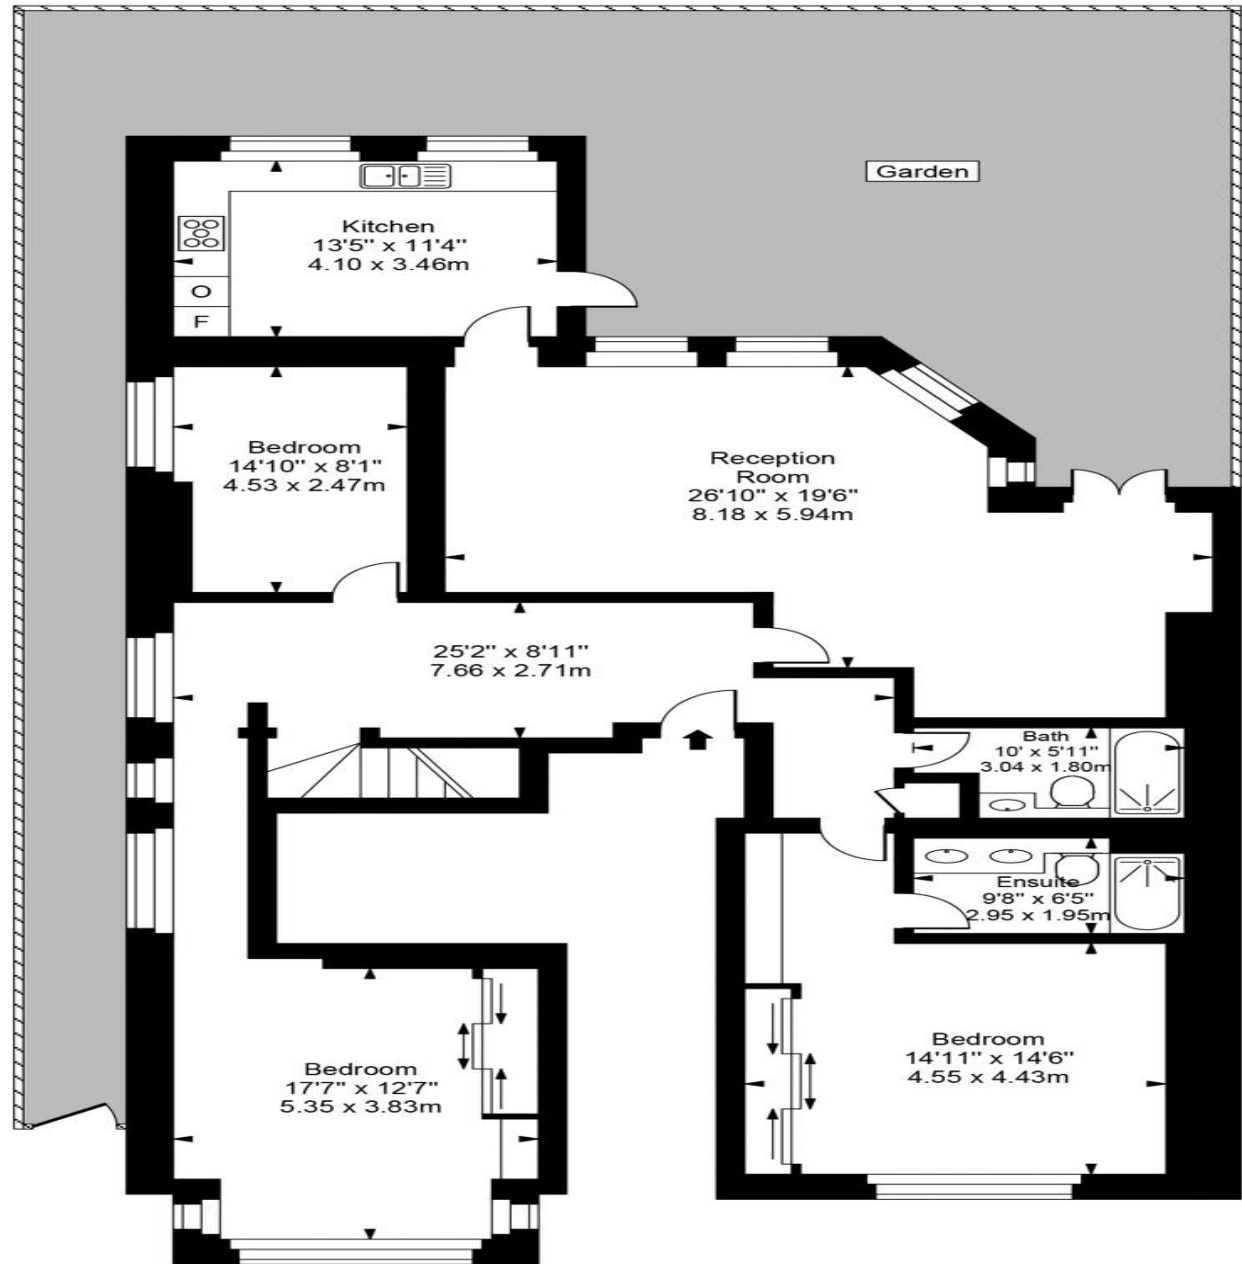 Garden
Kitchen
13'5" x 11'4"
4.10 x 3.46m
O
F
Bedroom
14'10" x 8'1"
4.53 x 2.47m
Reception
Room
26'10" x 19'6"
8.18 x 5.94m
25'2" x 8'11"
7.66 x 2.71m
Bath
10' x 5'11"
3.04 x 1.80m
Ensuite
9'8" x 6'5"
2.95 x 1.95m
Bedroom
14'11" x 14'6"
4.55 x 4.43m
Bedroom
17'7" x 12'7"
5.35 x 3.83m